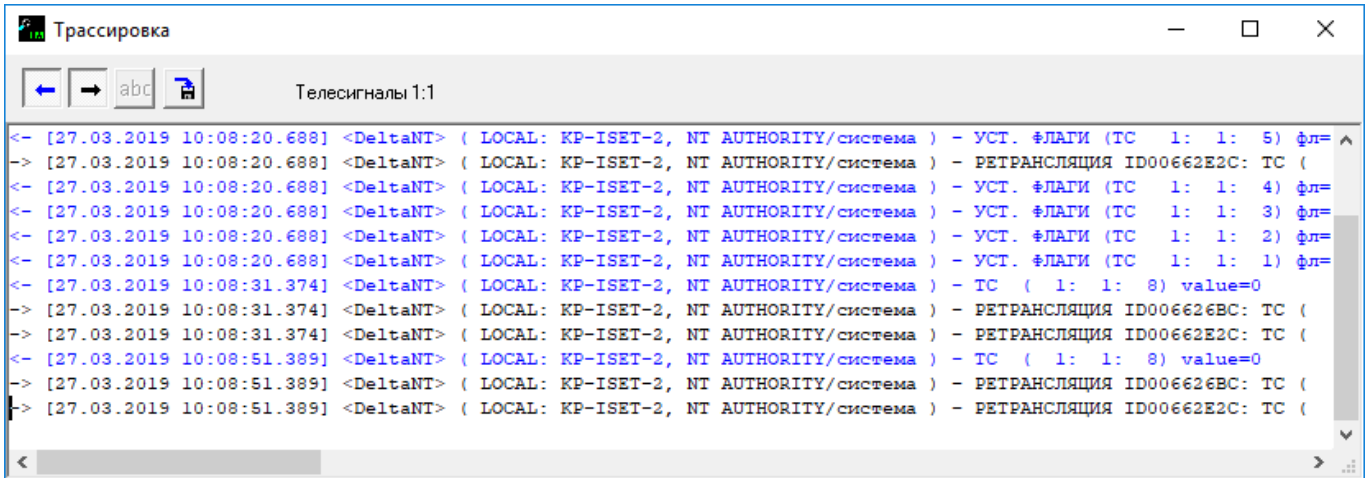 Трассировка
abc Телесигналы 1:1
<- [27.03.2019 10:08:20.688] <DeltaNT> ( LOCAL: KP-ISET-2, NT AUTHORITY/система ) - УСТ. ФЛАГИ (ТС   1:  1:   5) фл=
-> [27.03.2019 10:08:20.688] <DeltaNT> ( LOCAL: KP-ISET-2, NT AUTHORITY/система ) - РЕТРАНСЛЯЦИЯ ID00662E2C: ТС (
<- [27.03.2019 10:08:20.688] <DeltaNT> ( LOCAL: KP-ISET-2, NT AUTHORITY/система ) - УСТ. ФЛАГИ (ТС   1:  1:   4) фл=
<- [27.03.2019 10:08:20.688] <DeltaNT> ( LOCAL: KP-ISET-2, NT AUTHORITY/система ) - УСТ. ФЛАГИ (ТС   1:  1:   3) фл=
<- [27.03.2019 10:08:20.688] <DeltaNT> ( LOCAL: KP-ISET-2, NT AUTHORITY/система ) - УСТ. ФЛАГИ (ТС   1:  1:   2) фл=
<- [27.03.2019 10:08:20.688] <DeltaNT> ( LOCAL: KP-ISET-2, NT AUTHORITY/система ) - УСТ. ФЛАГИ (ТС   1:  1:   1) фл=
<- [27.03.2019 10:08:31.374] <DeltaNT> ( LOCAL: KP-ISET-2, NT AUTHORITY/система ) - ТС  (  1:  1:  8) value=0
-> [27.03.2019 10:08:31.374] <DeltaNT> ( LOCAL: KP-ISET-2, NT AUTHORITY/система ) - РЕТРАНСЛЯЦИЯ ID006626BC: ТС (
-> [27.03.2019 10:08:31.374] <DeltaNT> ( LOCAL: KP-ISET-2, NT AUTHORITY/система ) - РЕТРАНСЛЯЦИЯ ID00662E2C: ТС (
<- [27.03.2019 10:08:51.389] <DeltaNT> ( LOCAL: KP-ISET-2, NT AUTHORITY/система ) - ТС  (  1:  1:  8) value=0
-> [27.03.2019 10:08:51.389] <DeltaNT> ( LOCAL: KP-ISET-2, NT AUTHORITY/система ) - РЕТРАНСЛЯЦИЯ ID006626BC: ТС (
-> [27.03.2019 10:08:51.389] <DeltaNT> ( LOCAL: KP-ISET-2, NT AUTHORITY/система ) - РЕТРАНСЛЯЦИЯ ID00662E2C: ТС (